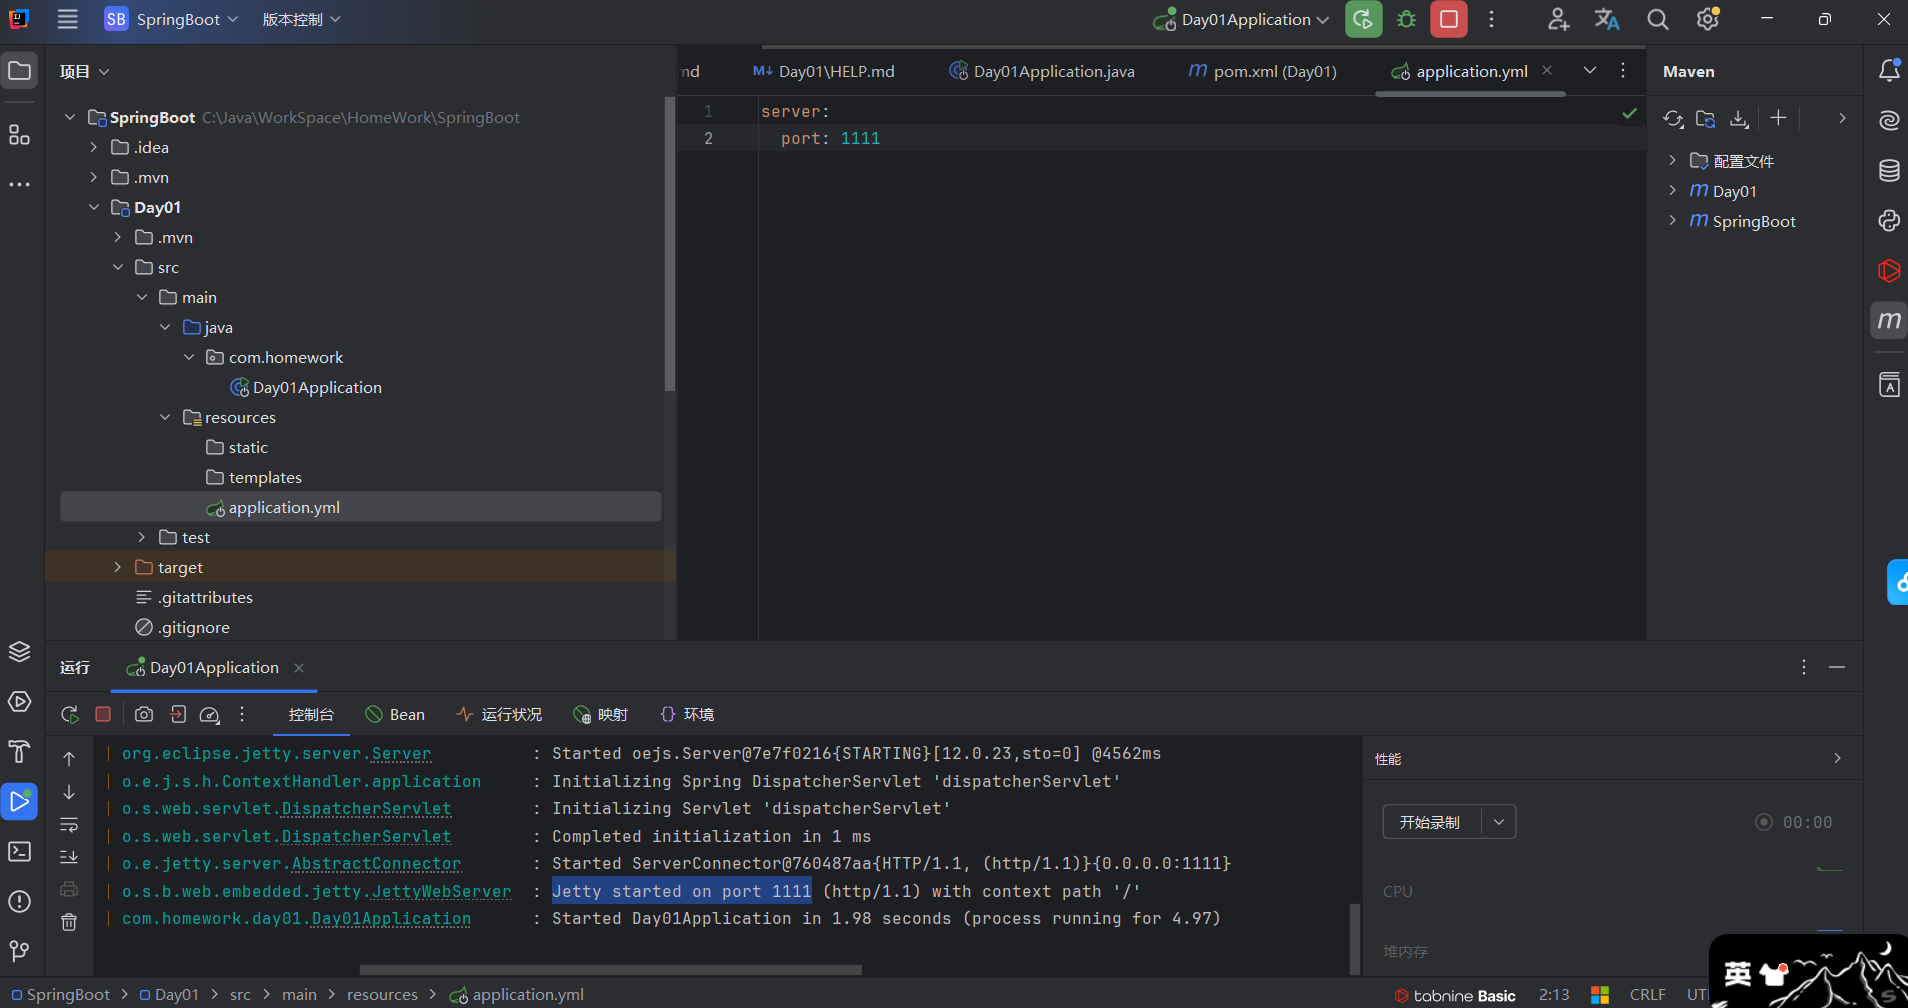 SB SpringBoot 版本控制 Day01Application
项目
SpringBoot C:\Java\WorkSpace\HomeWork\SpringBoot
.idea
.mvn
Day01
.mvn
src
main
java
com.homework
Day01Application
resources
static
templates
application.yml
test
target
.gitattributes
.gitignore
nd M↓ Day01\HELP.md Day01Application.java m pom.xml (Day01) application.yml
1 server:
2 port: 1111
Maven
配置文件
m Day01
m SpringBoot
m
A
运行 Day01Application
控制台 Bean 运行状况 映射 环境
| org.eclipse.jetty.server.Server : Started oejs.Server@7e7f0216{STARTING}[12.0.23,sto=0] @4562ms
| o.e.j.s.h.ContextHandler.application : Initializing Spring DispatcherServlet 'dispatcherServlet'
| o.s.web.servlet.DispatcherServlet : Initializing Servlet 'dispatcherServlet'
| o.s.web.servlet.DispatcherServlet : Completed initialization in 1 ms
| o.e.jetty.server.AbstractConnector : Started ServerConnector@760487aa{HTTP/1.1, (http/1.1)}{0.0.0.0:1111}
| o.s.b.web.embedded.jetty.JettyWebServer : Jetty started on port 1111 (http/1.1) with context path '/'
| com.homework.day01.Day01Application : Started Day01Application in 1.98 seconds (process running for 4.97)
性能
开始录制 00:00
CPU
堆内存
英
SpringBoot > Day01 > src > main > resources > application.yml
tabnine Basic 2:13 CRLF UT